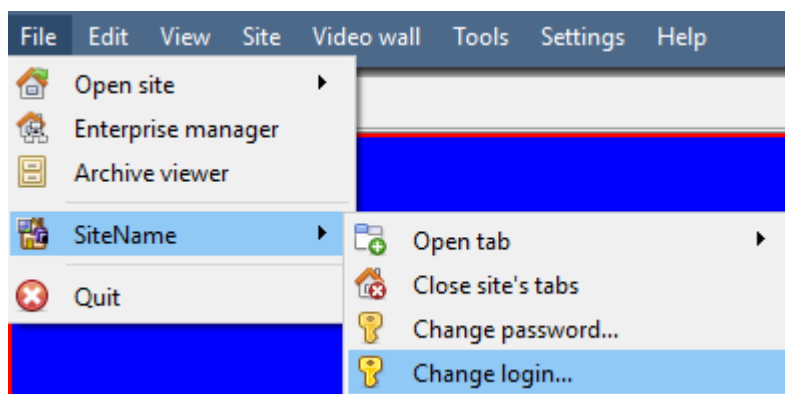 File Edit View Site Video wall Tools Settings Help
Open site
Enterprise manager
Archive viewer
SiteName
Quit
Open tab
Close site's tabs
Change password...
Change login...